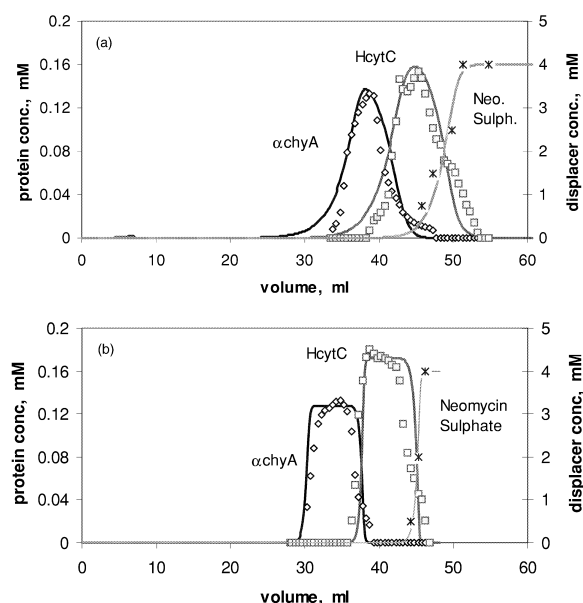 (a)
HcytC
Neo.
Sulph.
αchyA
protein conc., mM
displacer conc., mM
0.2
0.16
0.12
0.08
0.04
0
5
4
3
2
1
0
0 10 20 30 40 50 60
volume, ml
(b)
HcytC
Neomycin
Sulphate
αchyA
protein conc, mM
displacer conc., mM
0.2
0.16
0.12
0.08
0.04
0
5
4
3
2
1
0
0 10 20 30 40 50 60
volume, ml